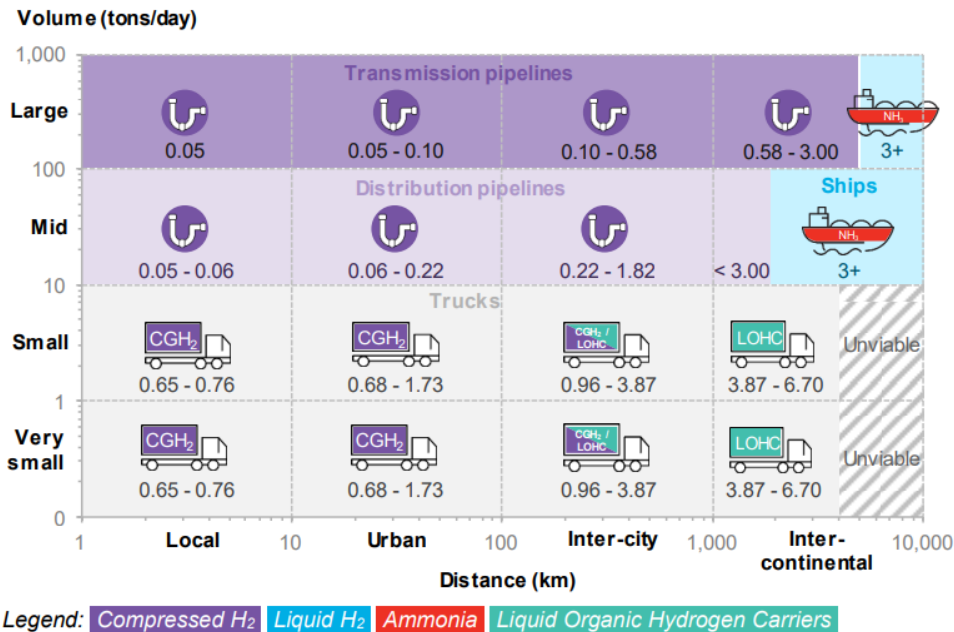 Volume (tons/day)
1,000
Transmission pipelines
Large
NH₃
0.05
0.05 - 0.10
0.10 - 0.58
0.58 - 3.00
3+
100
Distribution pipelines
Ships
Mid
NH₃
0.05 - 0.06
0.06 - 0.22
0.22 - 1.82
< 3.00
3+
10
Trucks
Small
CGH₂
CGH₂
CGH₂ /
LOHC
LOHC
Unviable
0.65 - 0.76
0.68 - 1.73
0.96 - 3.87
3.87 - 6.70
1
Very
small
CGH₂
CGH₂
CGH₂ /
LOHC
LOHC
Unviable
0.65 - 0.76
0.68 - 1.73
0.96 - 3.87
3.87 - 6.70
0
1
Local
10
Urban
100
Inter-city
1,000
Inter-
continental
10,000
Distance (km)
Legend: Compressed H₂ Liquid H₂ Ammonia Liquid Organic Hydrogen Carriers